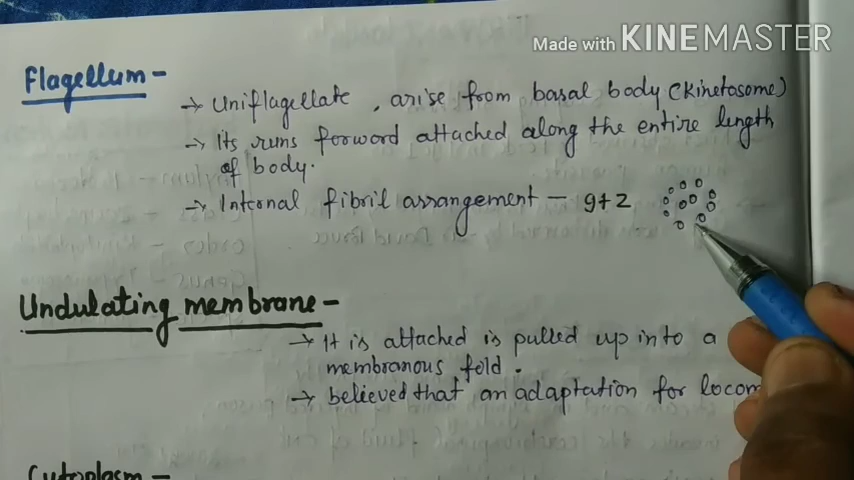 Made with KINEMASTER
Flagellum -
→ Uniflagellate, arise from basal body (Kinetosome)
→ Its runs forward attached along the entire length
of body.
→ Internal fibril arrangement - 9+2
Undulating membrane -
→ It is attached is pulled up into a
membranous fold.
→ believed that an adaptation for locom
Cytoplasm -